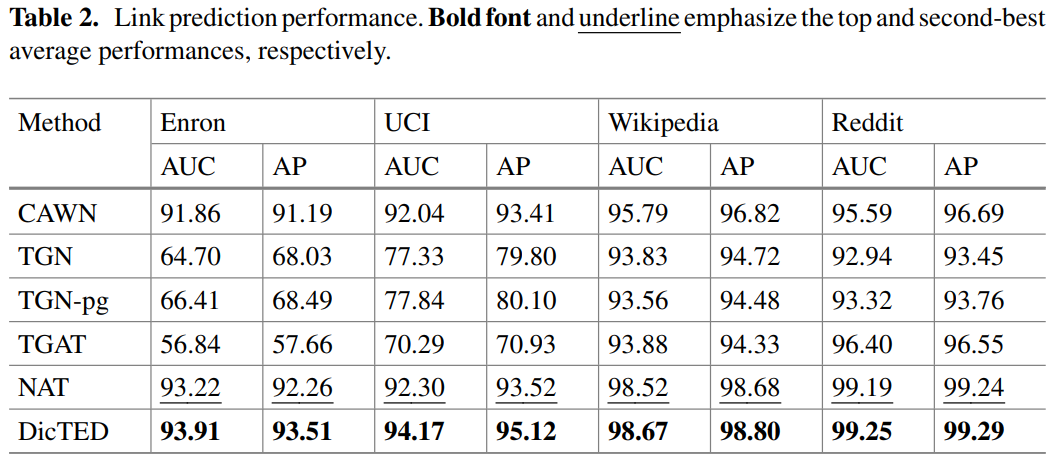 Table 2. Link prediction performance. Bold font and underline emphasize the top and second-best
average performances, respectively.
Method Enron UCI Wikipedia Reddit
AUC AP AUC AP AUC AP AUC AP
CAWN 91.86 91.19 92.04 93.41 95.79 96.82 95.59 96.69
TGN 64.70 68.03 77.33 79.80 93.83 94.72 92.94 93.45
TGN-pg 66.41 68.49 77.84 80.10 93.56 94.48 93.32 93.76
TGAT 56.84 57.66 70.29 70.93 93.88 94.33 96.40 96.55
NAT 93.22 92.26 92.30 93.52 98.52 98.68 99.19 99.24
DicTED 93.91 93.51 94.17 95.12 98.67 98.80 99.25 99.29